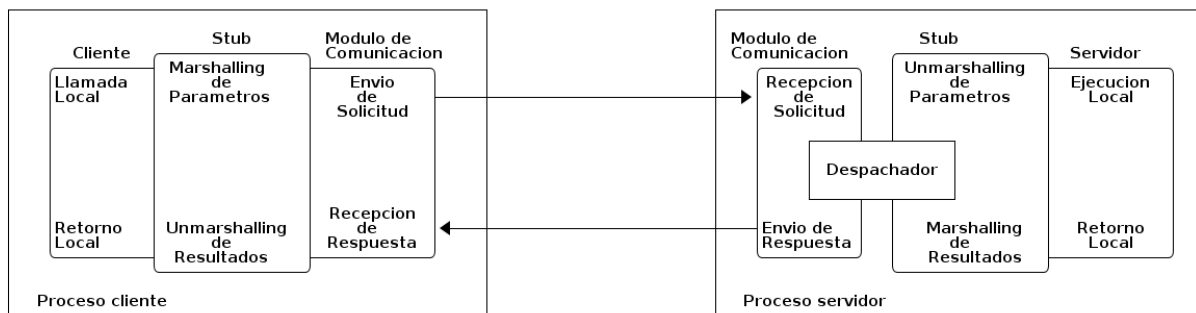 Cliente
Stub
Modulo de
Comunicacion
Llamada
Local
Marshalling
de
Parametros
Envio
de
Solicitud
Retorno
Local
Unmarshalling
de
Resultados
Recepcion
de
Respuesta
Proceso cliente
Modulo de
Comunicacion
Stub
Servidor
Recepcion
de
Solicitud
Unmarshalling
de
Parametros
Ejecucion
Local
Despachador
Envio de
Respuesta
Marshalling
de
Resultados
Retorno
Local
Proceso servidor